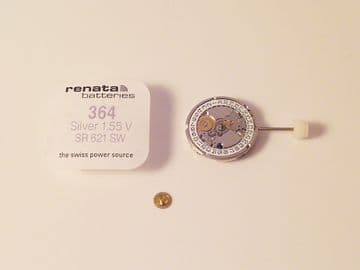 renata
batteries
364
Silver 1.55 V
SR 621 SW
the swiss power source